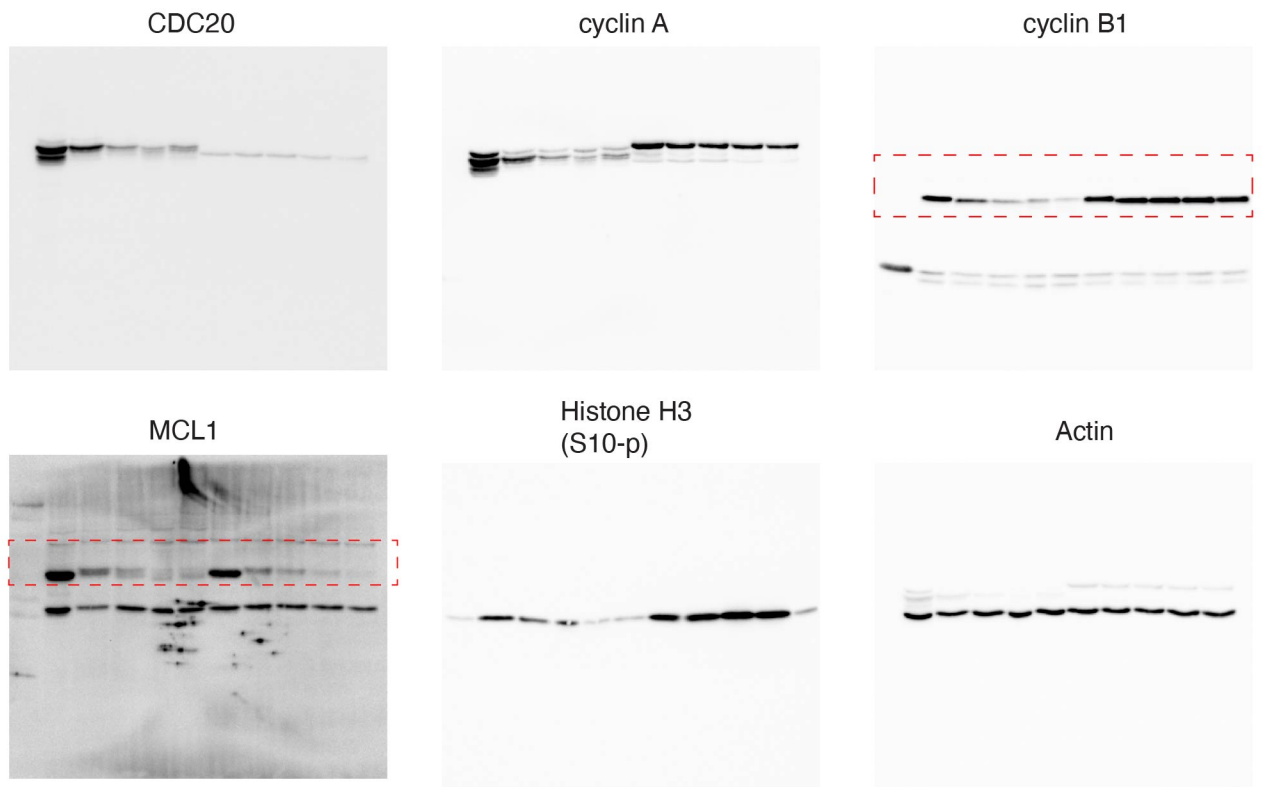 CDC20
cyclin A
cyclin B1
MCL1
Histone H3
(S10-p)
Actin